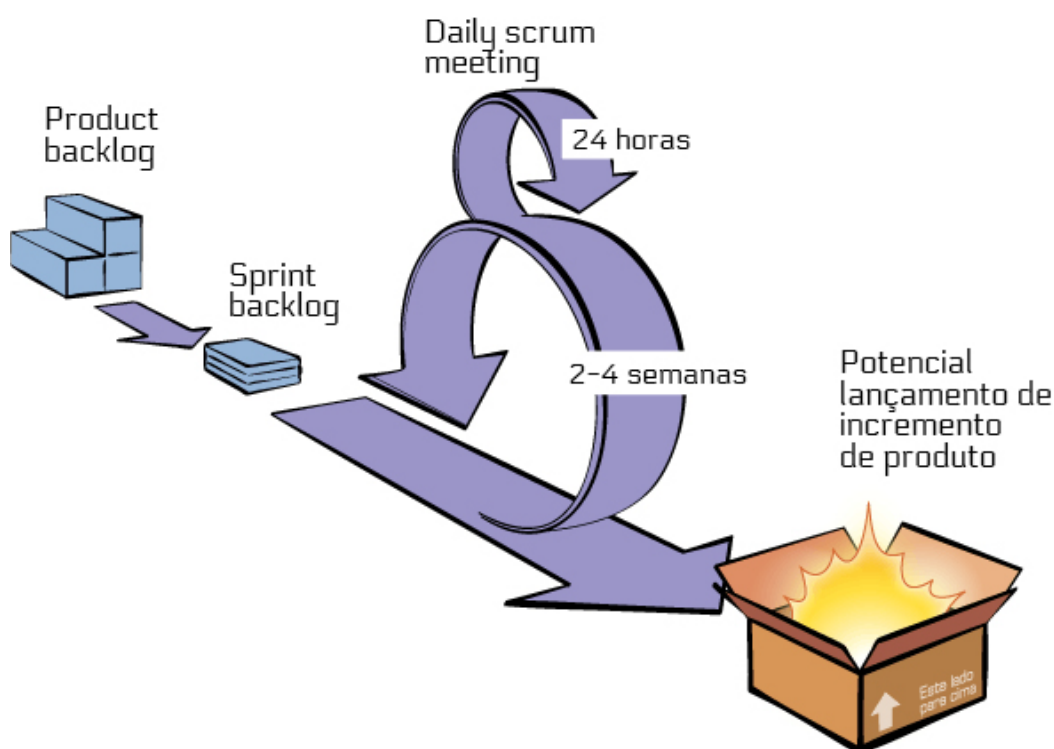 Daily scrum
meeting
24 horas
Product
backlog
Sprint
backlog
2-4 semanas
Potencial
lançamento de
incremento
de produto
Este lado
para cima